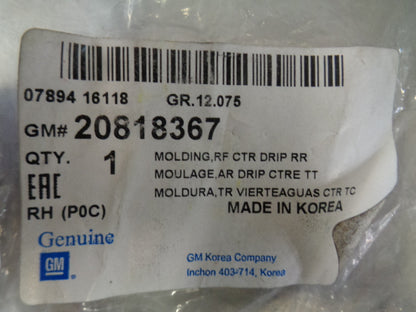 07894 16118 GR.12.075
GM# 20818367
QTY. 1 MOLDING,RF CTR DRIP RR
MOULAGE,AR DRIP CTRE TT
EAC MOLDURA,TR VIERTEAGUAS CTR TC
RH (P0C) MADE IN KOREA
Genuine
GM
GM Korea Company
Inchon 403-714, Korea